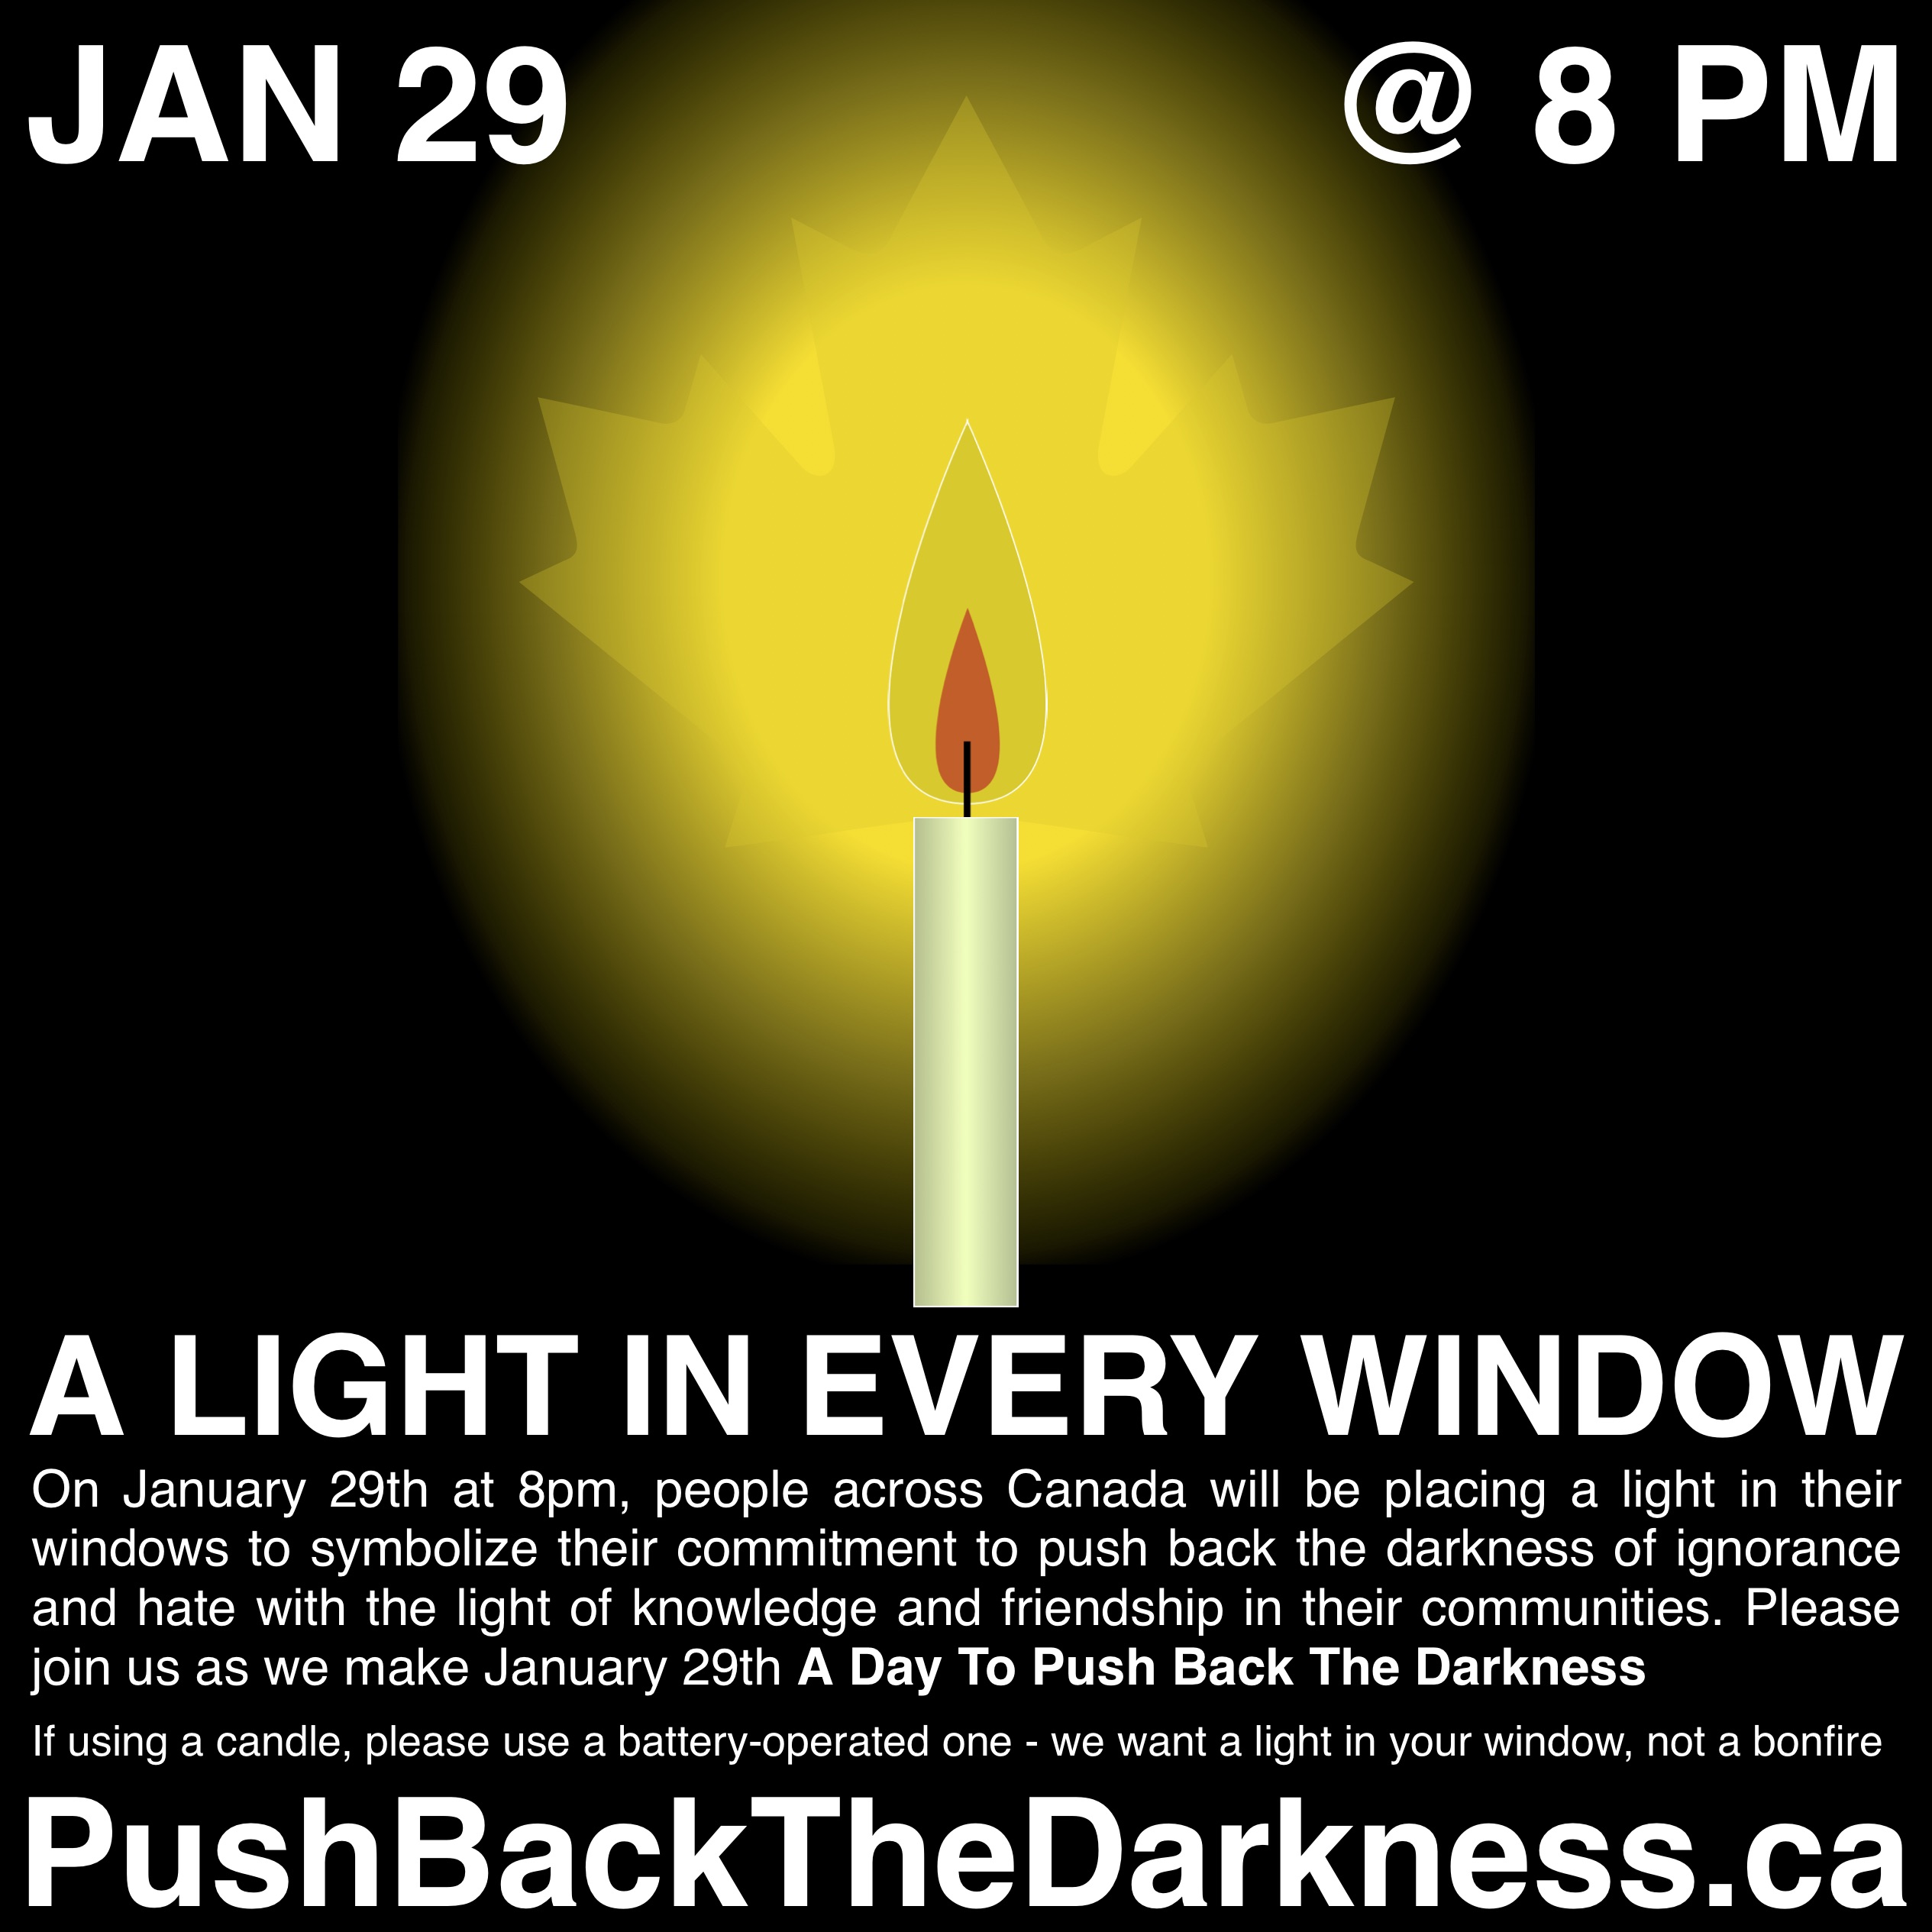 JAN 29 @ 8 PM
A LIGHT IN EVERY WINDOW
On January 29th at 8pm, people across Canada will be placing a light in their
windows to symbolize their commitment to push back the darkness of ignorance
and hate with the light of knowledge and friendship in their communities. Please
join us as we make January 29th A Day To Push Back The Darkness
If using a candle, please use a battery-operated one - we want a light in your window, not a bonfire
PushBackTheDarkness.ca